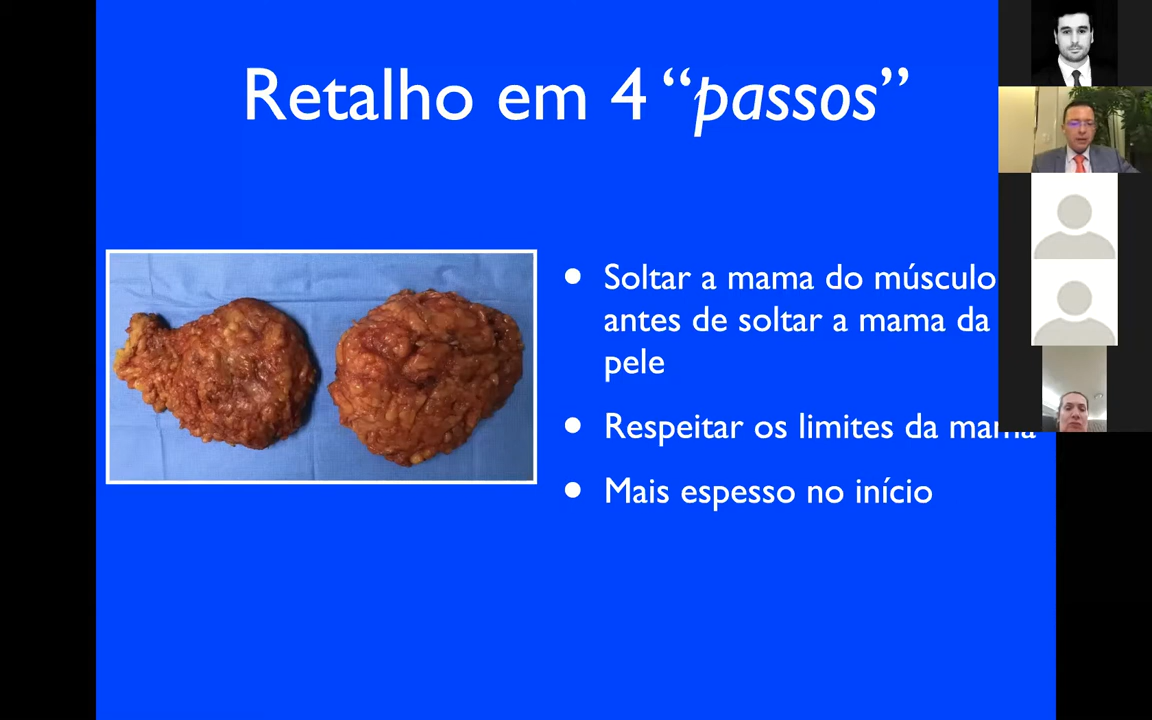 Retalho em 4 “passos”
● Soltar a mama do músculo
antes de soltar a mama da
pele
● Respeitar os limites da mama
● Mais espesso no início